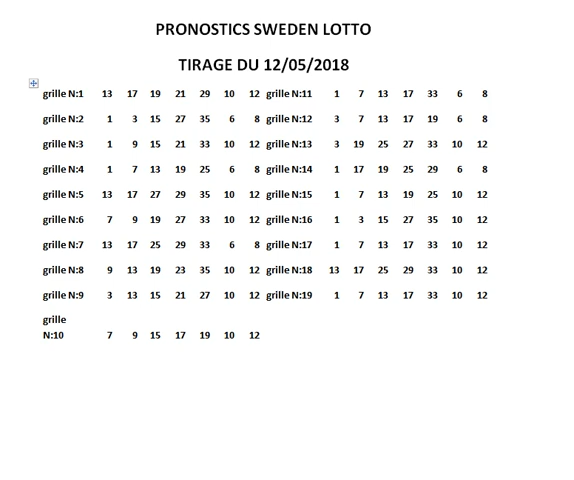 PRONOSTICS SWEDEN LOTTO
TIRAGE DU 12/05/2018
grille N:1 13 17 19 21 29 10 12 grille N:11 1 7 13 17 33 6 8
grille N:2 1 3 15 27 35 6 8 grille N:12 3 7 13 17 19 6 8
grille N:3 1 9 15 21 33 10 12 grille N:13 3 19 25 27 33 10 12
grille N:4 1 7 13 19 25 6 8 grille N:14 1 17 19 25 29 6 8
grille N:5 13 17 27 29 35 10 12 grille N:15 1 7 13 19 25 10 12
grille N:6 7 9 19 27 33 10 12 grille N:16 1 3 15 27 35 10 12
grille N:7 13 17 25 29 33 6 8 grille N:17 1 7 13 17 33 10 12
grille N:8 9 13 19 23 35 10 12 grille N:18 13 17 25 29 33 10 12
grille N:9 3 13 15 21 27 10 12 grille N:19 1 7 13 17 33 10 12
grille
N:10 7 9 15 17 19 10 12